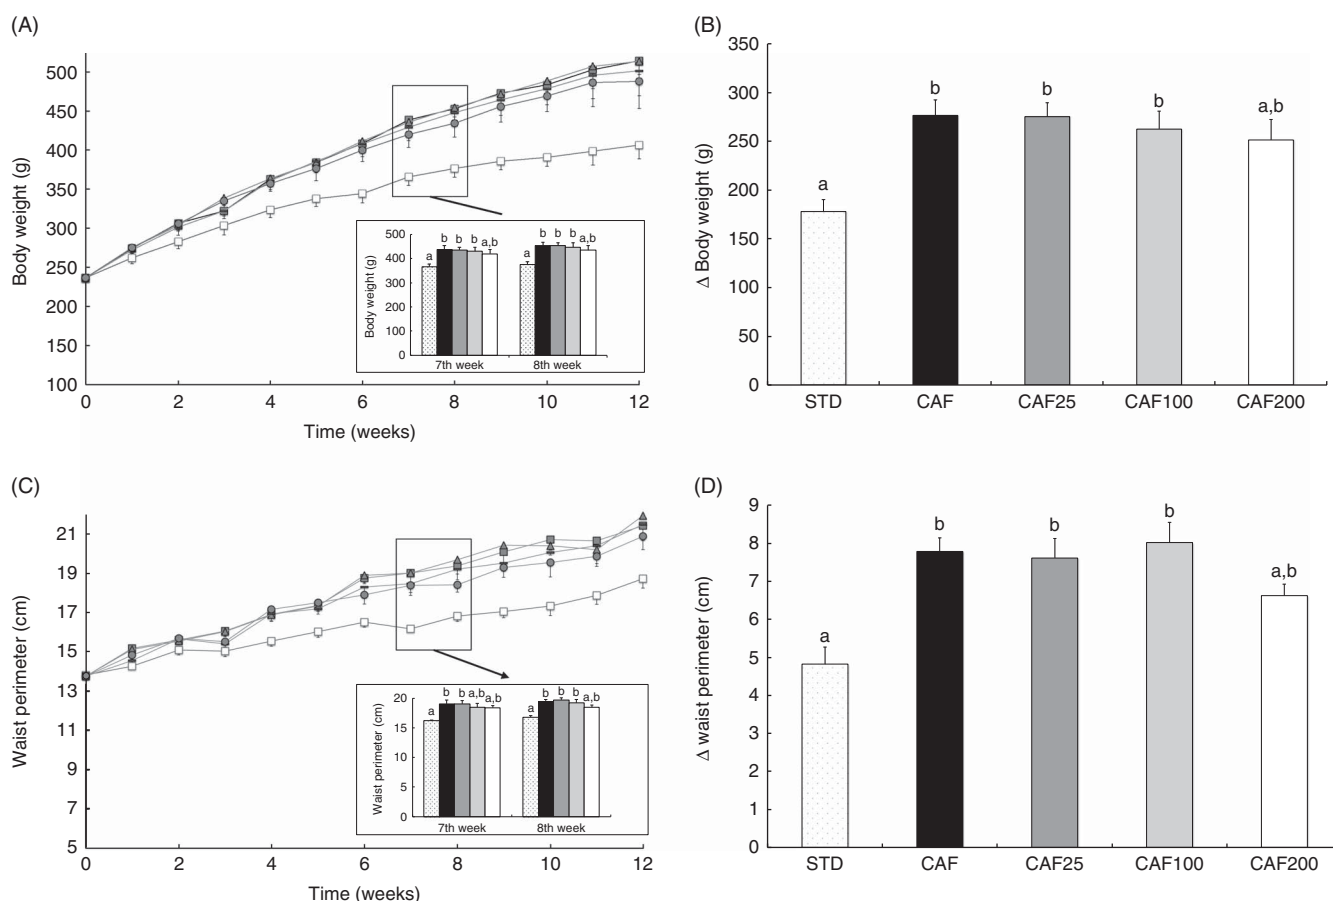 (A)
500
450
400
350
300
250
200
150
100
Body weight (g)
0 2 4 6 8 10 12
Time (weeks)
Body weight (g)
500
400
300
200
100
0
a b b b a,b a b b b a,b
7th week 8th week
(B)
350
300
250
200
150
100
50
0
Δ Body weight (g)
a b b b a,b
STD CAF CAF25 CAF100 CAF200
(C)
21
19
17
15
13
11
9
7
5
Waist perimeter (cm)
0 2 4 6 8 10 12
Time (weeks)
Waist perimeter (cm)
20
15
10
5
0
a b b a,b a,b a b b b a,b
7th week 8th week
(D)
9
8
7
6
5
4
3
2
1
0
Δ waist perimeter (cm)
a b b b a,b
STD CAF CAF25 CAF100 CAF200